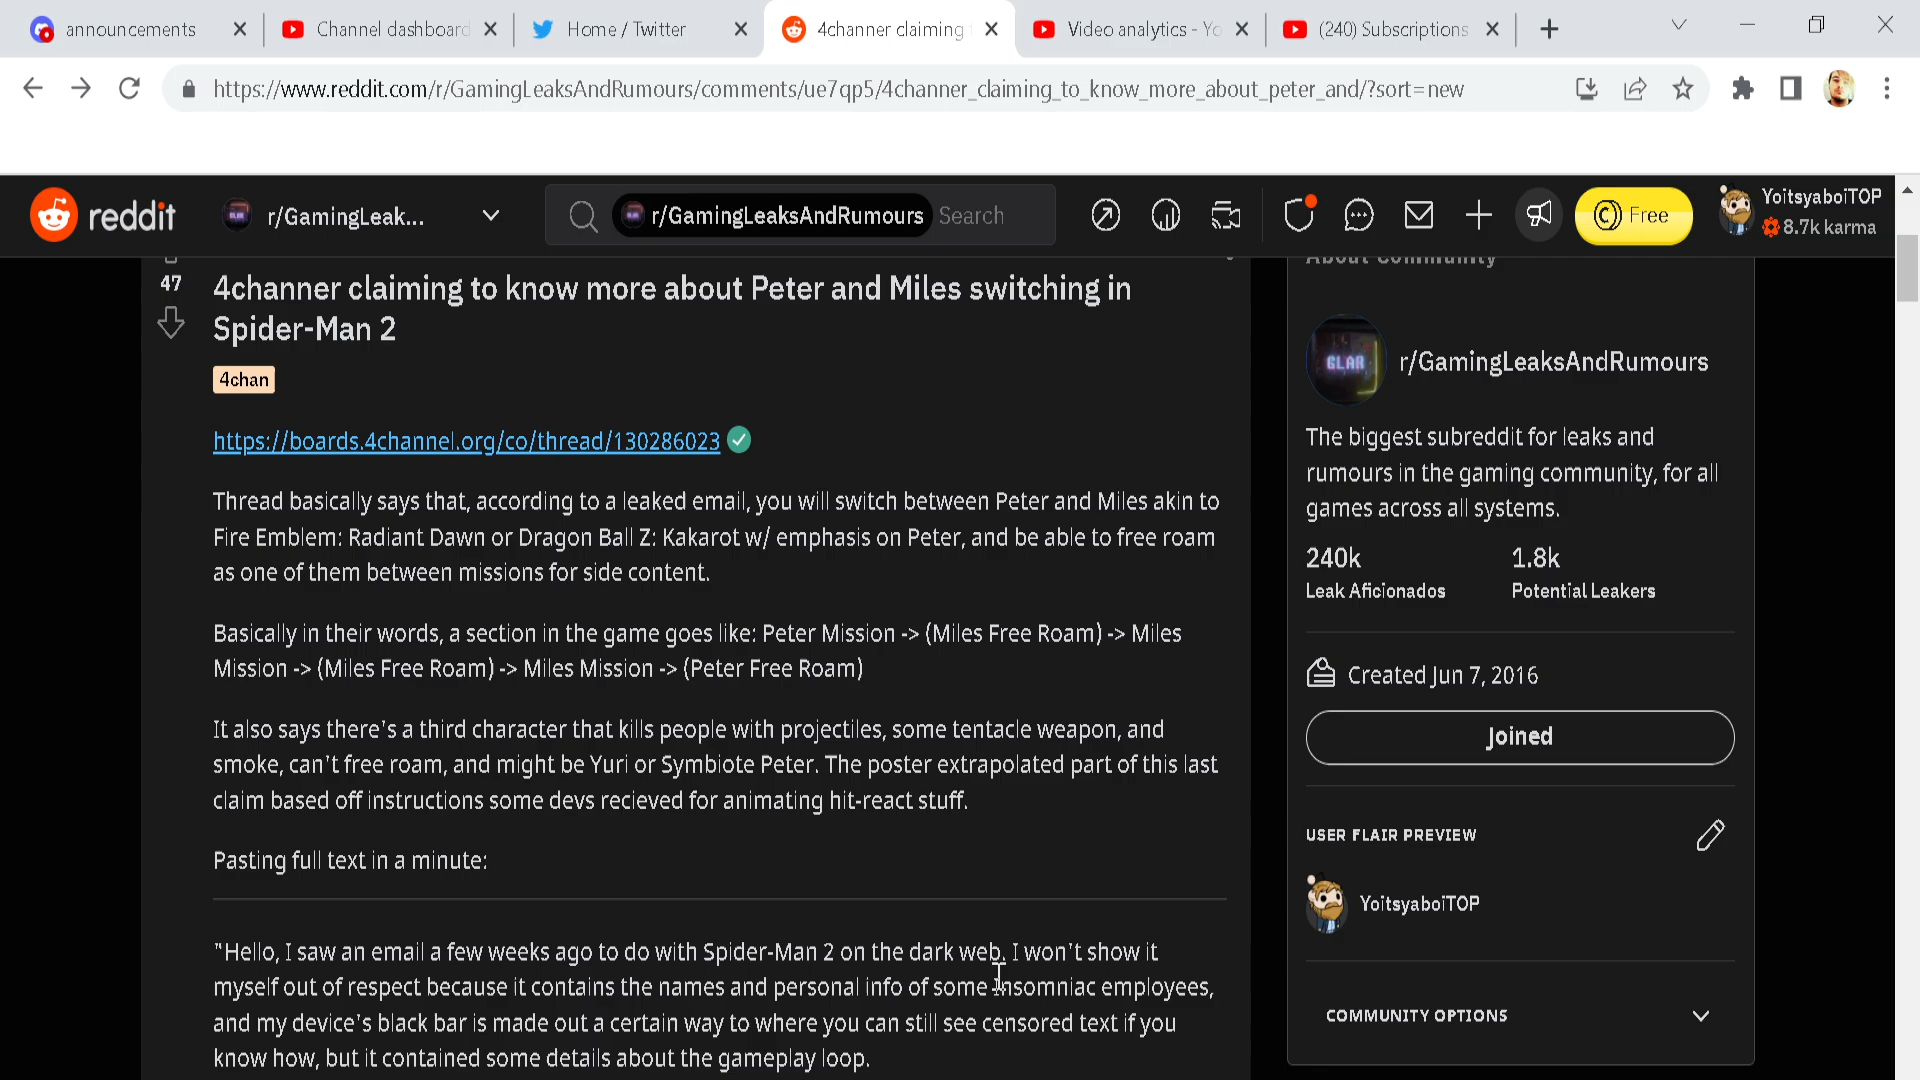 announcements
Channel dashboard
Home / Twitter
4channer claiming
Video analytics - Yo
(240) Subscriptions
https://www.reddit.com/r/GamingLeaksAndRumours/comments/ue7qp5/4channer_claiming_to_know_more_about_peter_and/?sort=new
reddit
r/GamingLeak...
r/GamingLeaksAndRumours Search
Free
YoitsyaboiTOP
8.7k karma
47
4channer claiming to know more about Peter and Miles switching in
Spider-Man 2
4chan
https://boards.4channel.org/co/thread/130286023
Thread basically says that, according to a leaked email, you will switch between Peter and Miles akin to
Fire Emblem: Radiant Dawn or Dragon Ball Z: Kakarot w/ emphasis on Peter, and be able to free roam
as one of them between missions for side content.
Basically in their words, a section in the game goes like: Peter Mission -> (Miles Free Roam) -> Miles
Mission -> (Miles Free Roam) -> Miles Mission -> (Peter Free Roam)
It also says there's a third character that kills people with projectiles, some tentacle weapon, and
smoke, can't free roam, and might be Yuri or Symbiote Peter. The poster extrapolated part of this last
claim based off instructions some devs recieved for animating hit-react stuff.
Pasting full text in a minute:
"Hello, I saw an email a few weeks ago to do with Spider-Man 2 on the dark web. I won't show it
myself out of respect because it contains the names and personal info of some Insomniac employees,
and my device's black bar is made out a certain way to where you can still see censored text if you
know how, but it contained some details about the gameplay loop.
About Community
GLAR
r/GamingLeaksAndRumours
The biggest subreddit for leaks and
rumours in the gaming community, for all
games across all systems.
240k
Leak Aficionados
1.8k
Potential Leakers
Created Jun 7, 2016
Joined
USER FLAIR PREVIEW
YoitsyaboiTOP
COMMUNITY OPTIONS